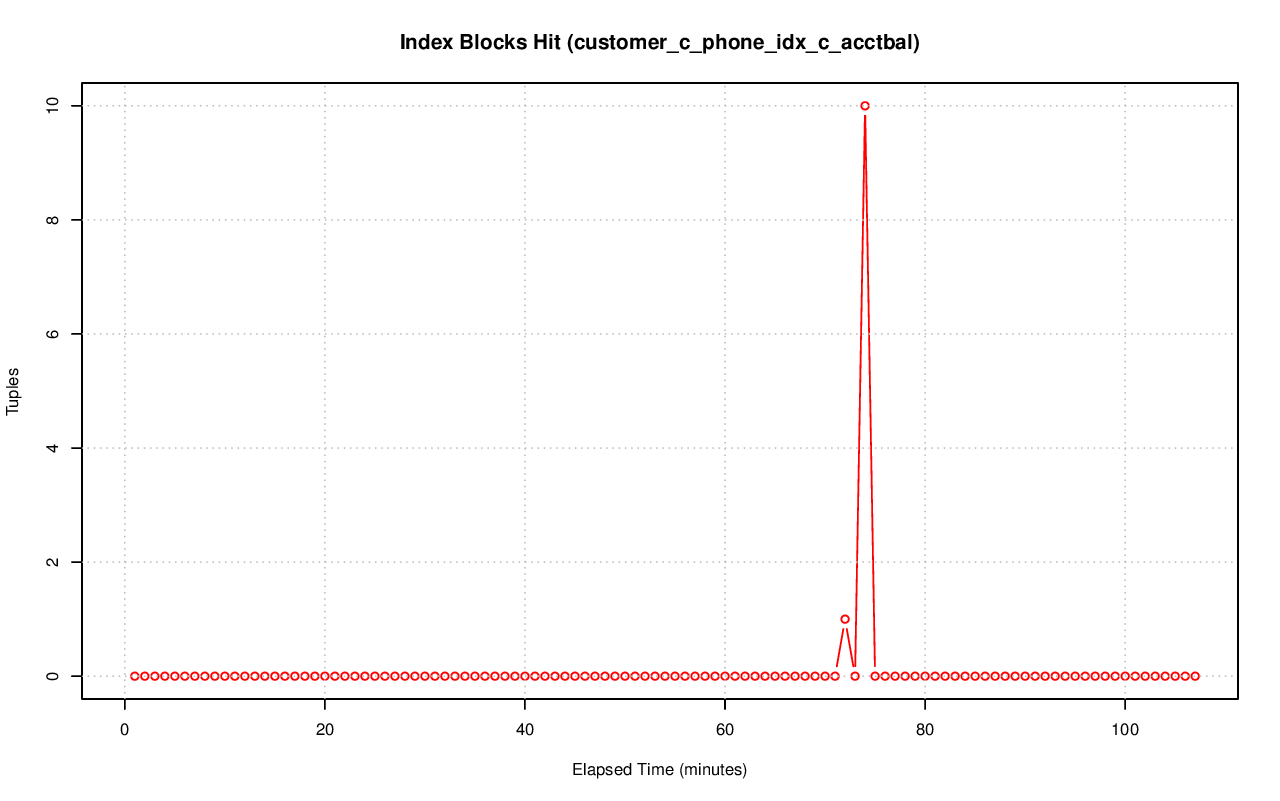 Index Blocks Hit (customer_c_phone_idx_c_acctbal)
Tuples
10
8
6
4
2
0
0 20 40 60 80 100
Elapsed Time (minutes)